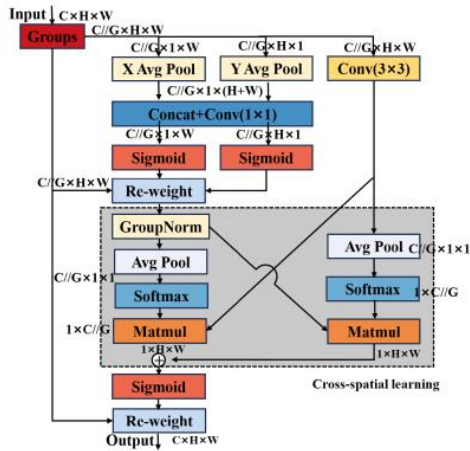 Input
C×H×W
Groups
C//G×H×W
C//G×1×W
C//G×H×1
C//G×H×W
X Avg Pool
Y Avg Pool
Conv(3×3)
C//G×1×(H+W)
Concat+Conv(1×1)
C//G×1×W
C//G×H×1
Sigmoid
Sigmoid
C//G×H×W
Re-weight
GroupNorm
Avg Pool
Avg Pool
C//G×1×1
C//G×1×1
Softmax
Softmax
1×C//G
1×C//G
Matmul
Matmul
1×H×W
1×H×W
+
Sigmoid
Cross-spatial learning
Re-weight
Output
C×H×W